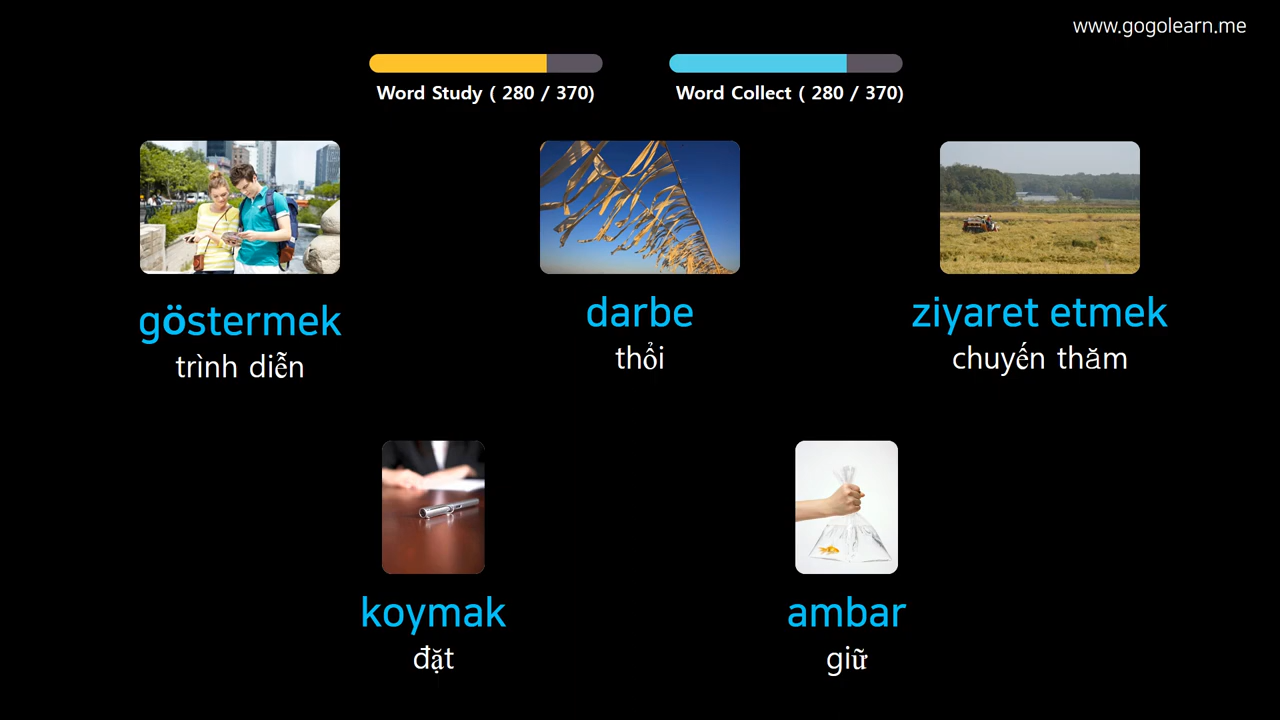 www.gogolearn.me
Word Study ( 280 / 370)
Word Collect ( 280 / 370)
göstermek
trình diễn
darbe
thổi
ziyaret etmek
chuyến thăm
koymak
đặt
ambar
giữ